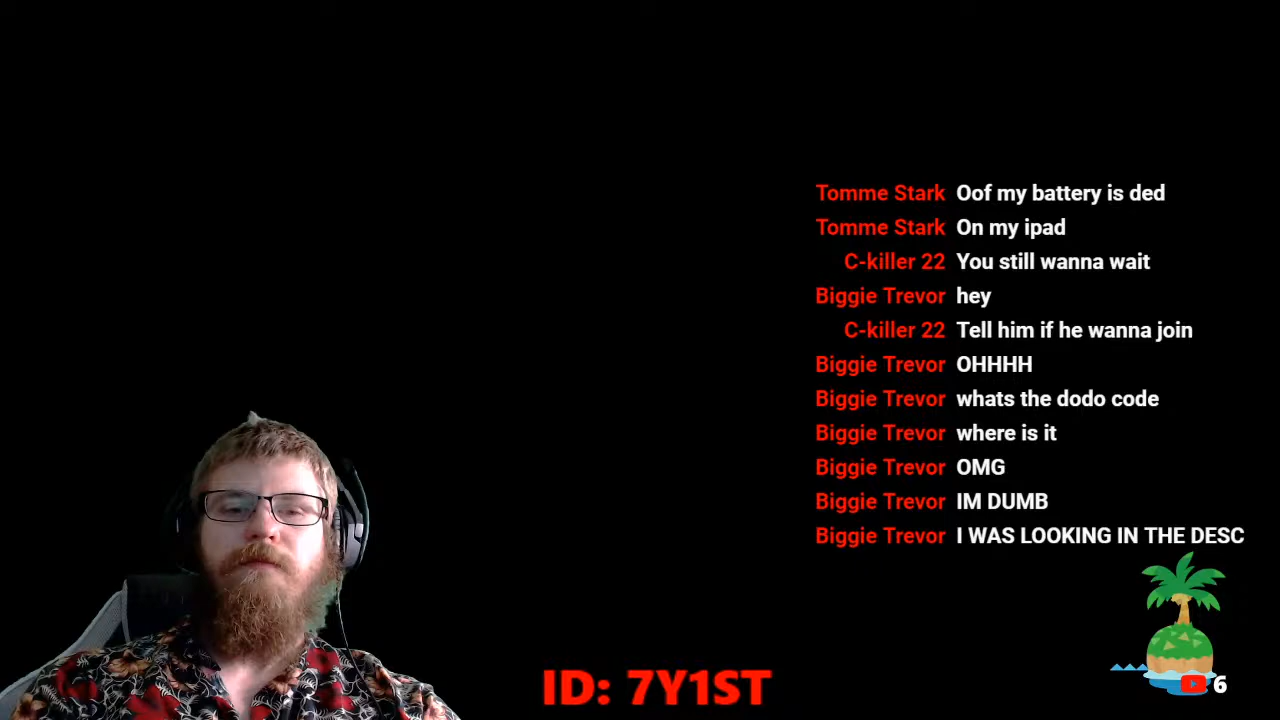 Tomme Stark Oof my battery is ded
Tomme Stark On my ipad
C-killer 22 You still wanna wait
Biggie Trevor hey
C-killer 22 Tell him if he wanna join
Biggie Trevor OHHHH
Biggie Trevor whats the dodo code
Biggie Trevor where is it
Biggie Trevor OMG
Biggie Trevor IM DUMB
Biggie Trevor I WAS LOOKING IN THE DESC
ID: 7Y1ST
6